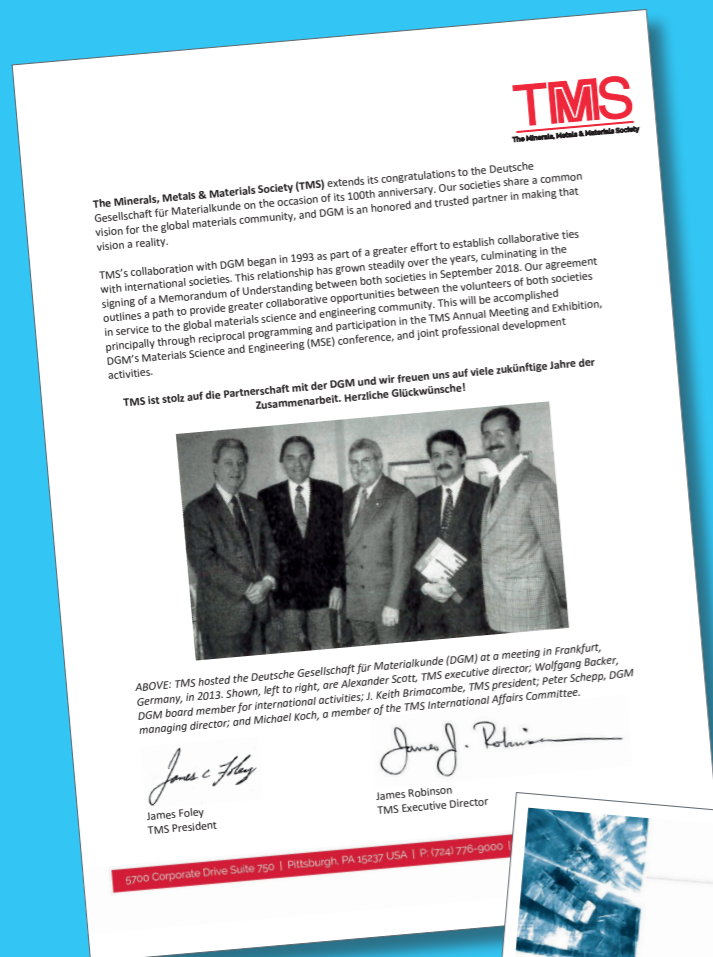 TMS
The Minerals, Metals & Materials Society
The Minerals, Metals & Materials Society (TMS) extends its congratulations to the Deutsche
Gesellschaft für Materialkunde on the occasion of its 100th anniversary. Our societies share a common
vision for the global materials community, and DGM is an honored and trusted partner in making that
vision a reality.
TMS's collaboration with DGM began in 1993 as part of a greater effort to establish collaborative ties
with international societies. This relationship has grown steadily over the years, culminating in the
signing of a Memorandum of Understanding between both societies in September 2018. Our agreement
outlines a path to provide greater collaborative opportunities between the volunteers of both societies
in service to the global materials science and engineering community. This will be accomplished
principally through reciprocal programming and participation in the TMS Annual Meeting and Exhibition,
DGM's Materials Science and Engineering (MSE) conference, and joint professional development
activities.
TMS ist stolz auf die Partnerschaft mit der DGM und wir freuen uns auf viele zukünftige Jahre der
Zusammenarbeit. Herzliche Glückwünsche!
ABOVE: TMS hosted the Deutsche Gesellschaft für Materialkunde (DGM) at a meeting in Frankfurt,
Germany, in 2013. Shown, left to right, are Alexander Scott, TMS executive director; Wolfgang Backer,
DGM board member for international activities; J. Keith Brimacombe, TMS president; Peter Schepp, DGM
managing director; and Michael Koch, a member of the TMS International Affairs Committee.
James C Foley
James J. Robinson
James Foley
TMS President
James Robinson
TMS Executive Director
5700 Corporate Drive Suite 750 | Pittsburgh, PA 15237 USA | P: (724) 776-9000 |